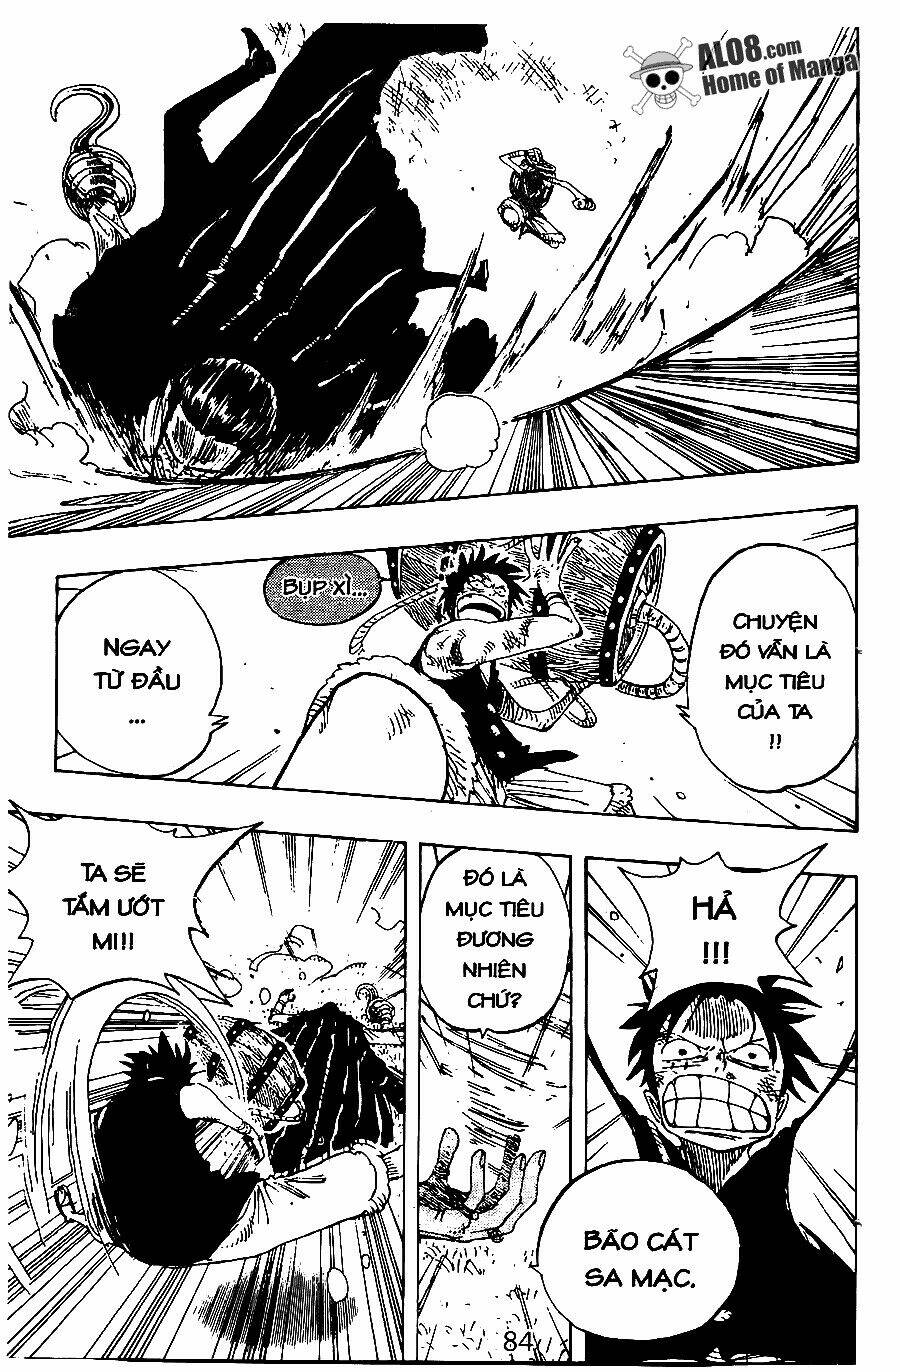 ALO8.com
Home of Manga
CHUYỆN
ĐÓ VẪN LÀ
MỤC TIÊU
CỦA TA
!!
BỤP XÌ...
NGAY
TỪ ĐẦU
...
HẢ
!!!
BÃO CÁT
SA MẠC.
ĐÓ LÀ
MỤC TIÊU
ĐƯƠNG
NHIÊN
CHỨ?
TA SẼ
TẮM ƯỚT
MI!!
84